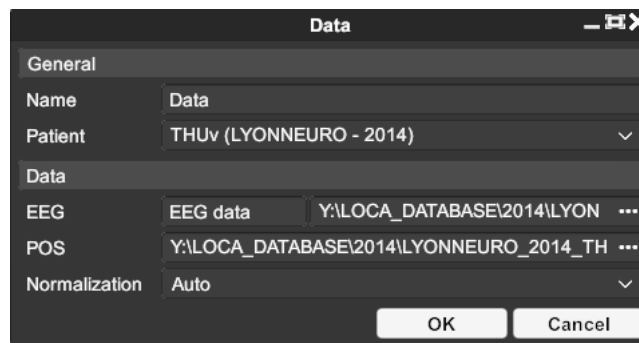 Data
General
Name Data
Patient THUv (LYONNEURO - 2014)
Data
EEG EEG data Y:\LOCA_DATABASE\2014\LYON ...
POS Y:\LOCA_DATABASE\2014\LYONNEURO_2014_TH ...
Normalization Auto
OK Cancel